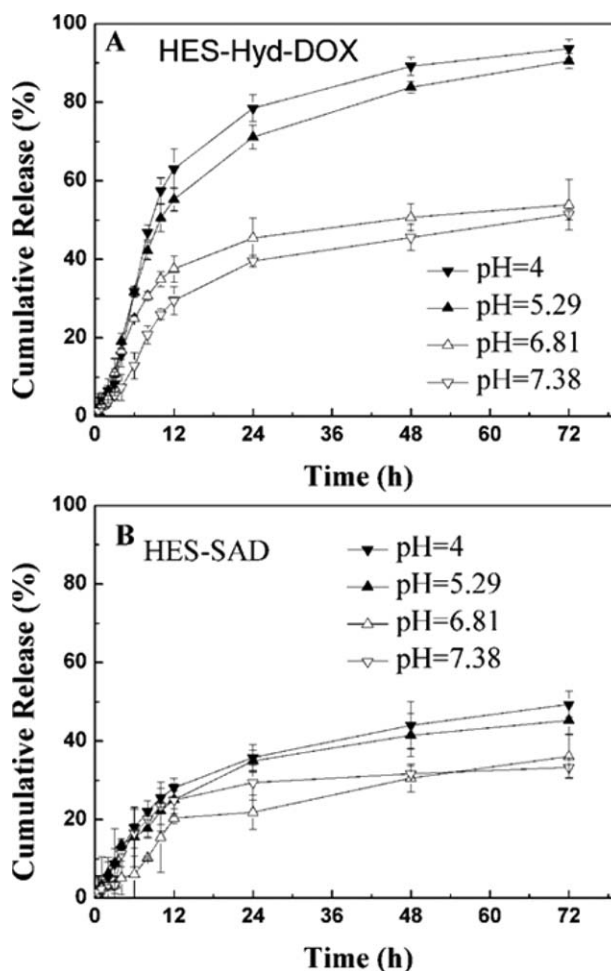 A
HES-Hyd-DOX
Cumulative Release (%)
100
80
60
40
20
0
pH=4
pH=5.29
pH=6.81
pH=7.38
0 12 24 36 48 60 72
Time (h)
B
HES-SAD
Cumulative Release (%)
100
80
60
40
20
0
pH=4
pH=5.29
pH=6.81
pH=7.38
0 12 24 36 48 60 72
Time (h)